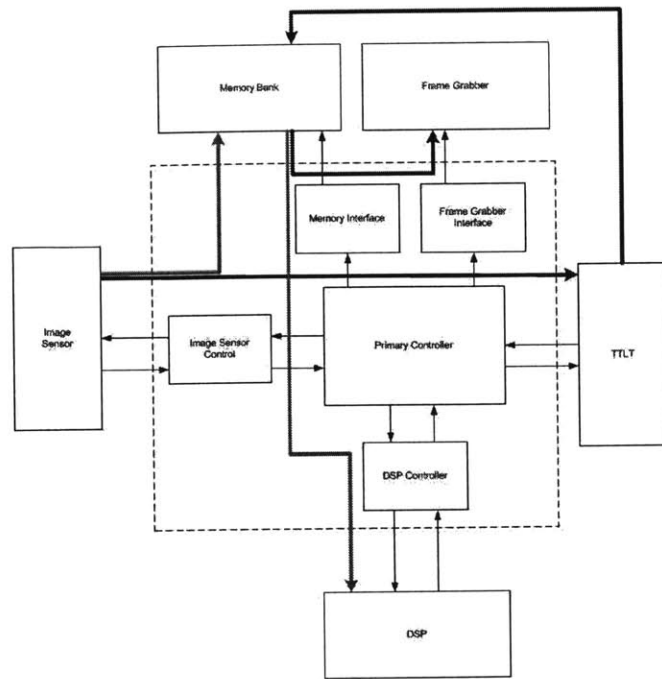 Memory Bank
Frame Grabber
Memory Interface
Frame Grabber
Interface
Image
Sensor
Image Sensor
Control
Primary Controller
TTLT
DSP Controller
DSP